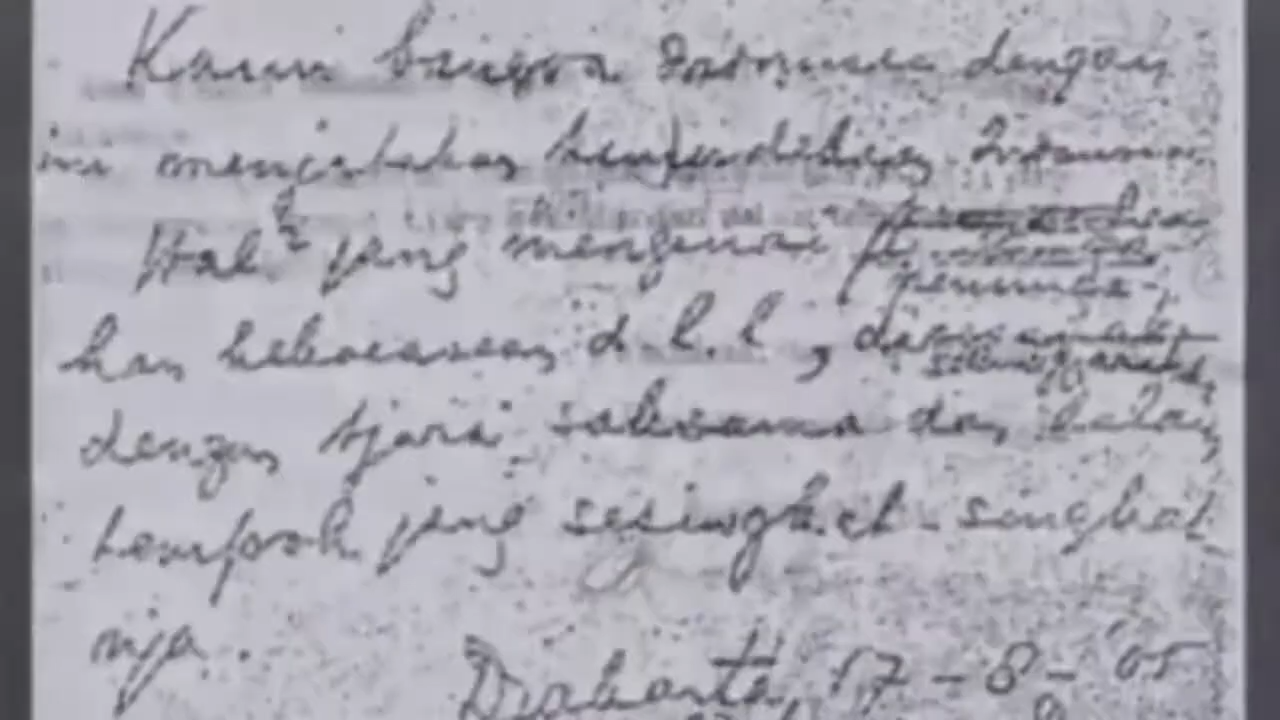 Kami bangsa Indonesia dengan
ini menjatakan kemerdekaan Indonesia.
Hal² jang mengenai
peminda-
han kekoeasaan d.l.l.,
diselenggarakan
dengan tjara saksama dan dalam
tempoh jang sesingkat-singkat
nja.
Djakarta, 17-8-'05